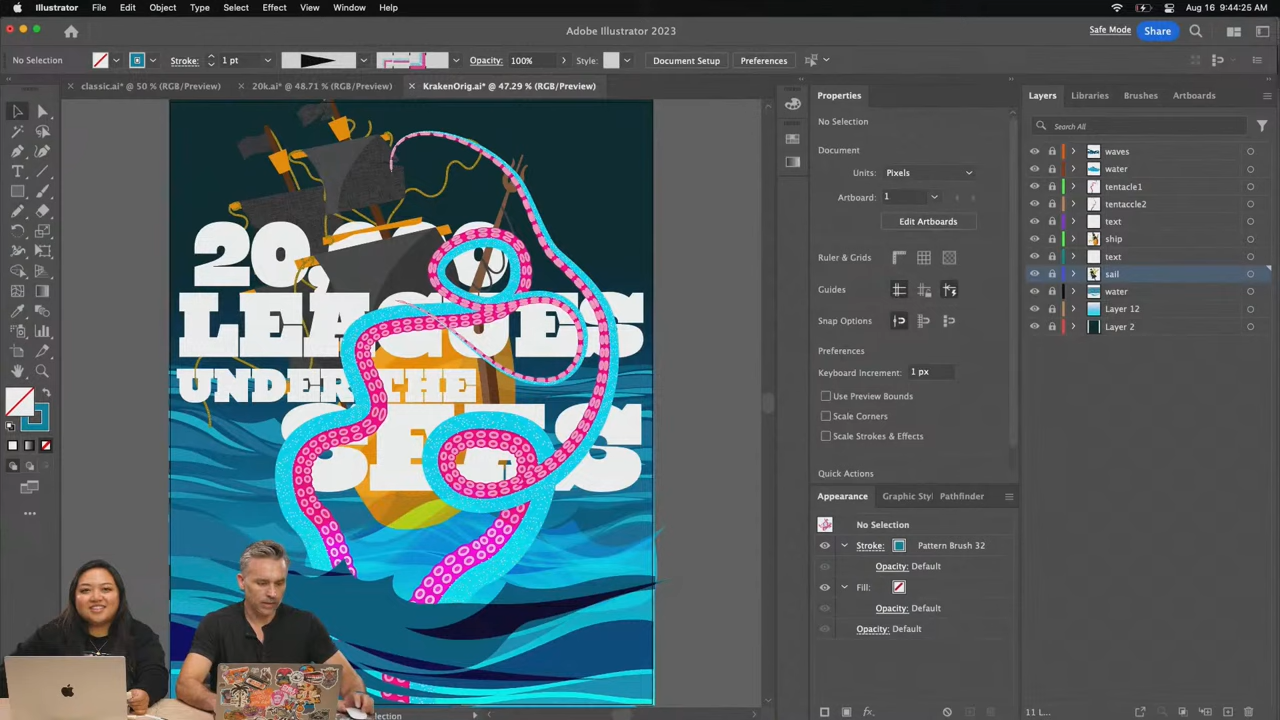 Illustrator File Edit Object Type Select Effect View Window Help
Aug 16 9:44:25 AM
Adobe Illustrator 2023
Safe Mode
Share
No Selection
Stroke:
1 pt
Opacity:
100%
Style:
Document Setup
Preferences
classic.ai* @ 50 % (RGB/Preview)
20k.ai* @ 48.71 % (RGB/Preview)
KrakenOrig.ai* @ 47.29 % (RGB/Preview)
LEAGUES
UNDER THE
Properties
No Selection
Document
Units:
Pixels
Artboard:
1
Edit Artboards
Ruler & Grids
Guides
Snap Options
Preferences
Keyboard Increment:
1 px
Use Preview Bounds
Scale Corners
Scale Strokes & Effects
Quick Actions
Appearance
Graphic Styl
Pathfinder
No Selection
Stroke:
Pattern Brush 32
Opacity: Default
Fill:
Opacity: Default
Opacity: Default
fx
Layers
Libraries
Brushes
Artboards
Search All
waves
water
tentacle1
tentaccle2
text
ship
text
sail
water
Layer 12
Layer 2
11 L...